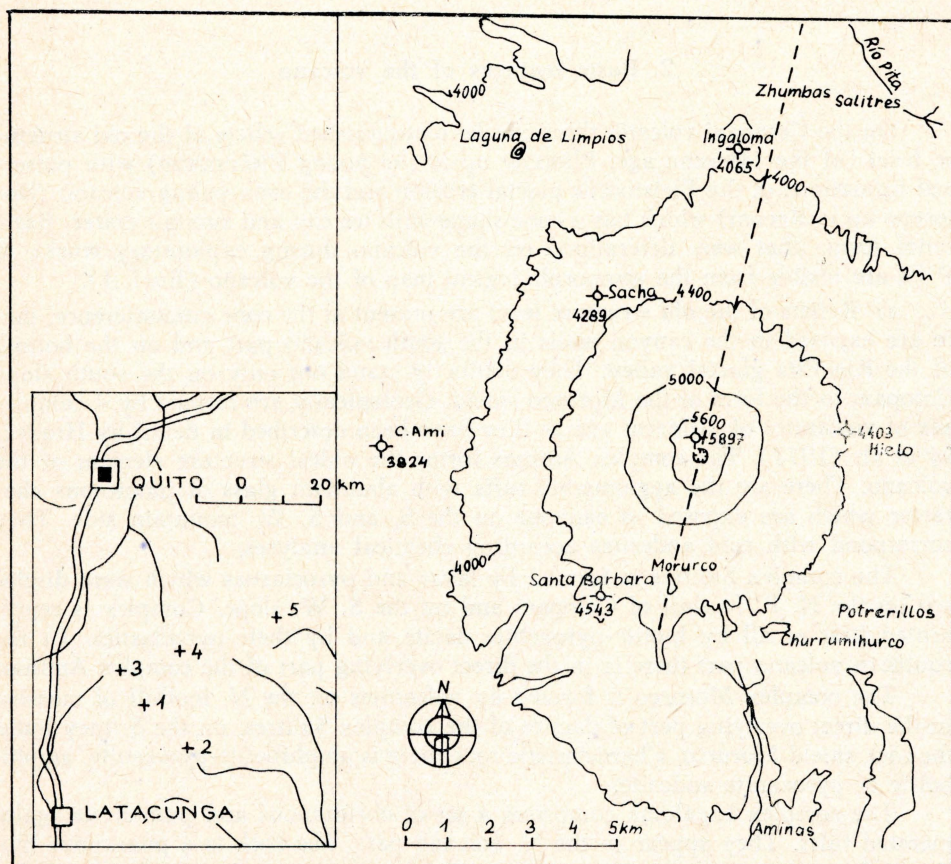 Río Pita
Zhumbas Salitres
4000
Laguna de Limpios
Ingaloma
4065
4000
Sacha
4289
4400
5000
5600
5897
4403
Hielo
C. Ami
3824
4000
Morurco
Santa Bárbara
4543
Potrerillos
Churrumihurco
N
0 1 2 3 4 5km
Aminas
QUITO
0 20 km
5
4
3
1
2
LATACUNGA